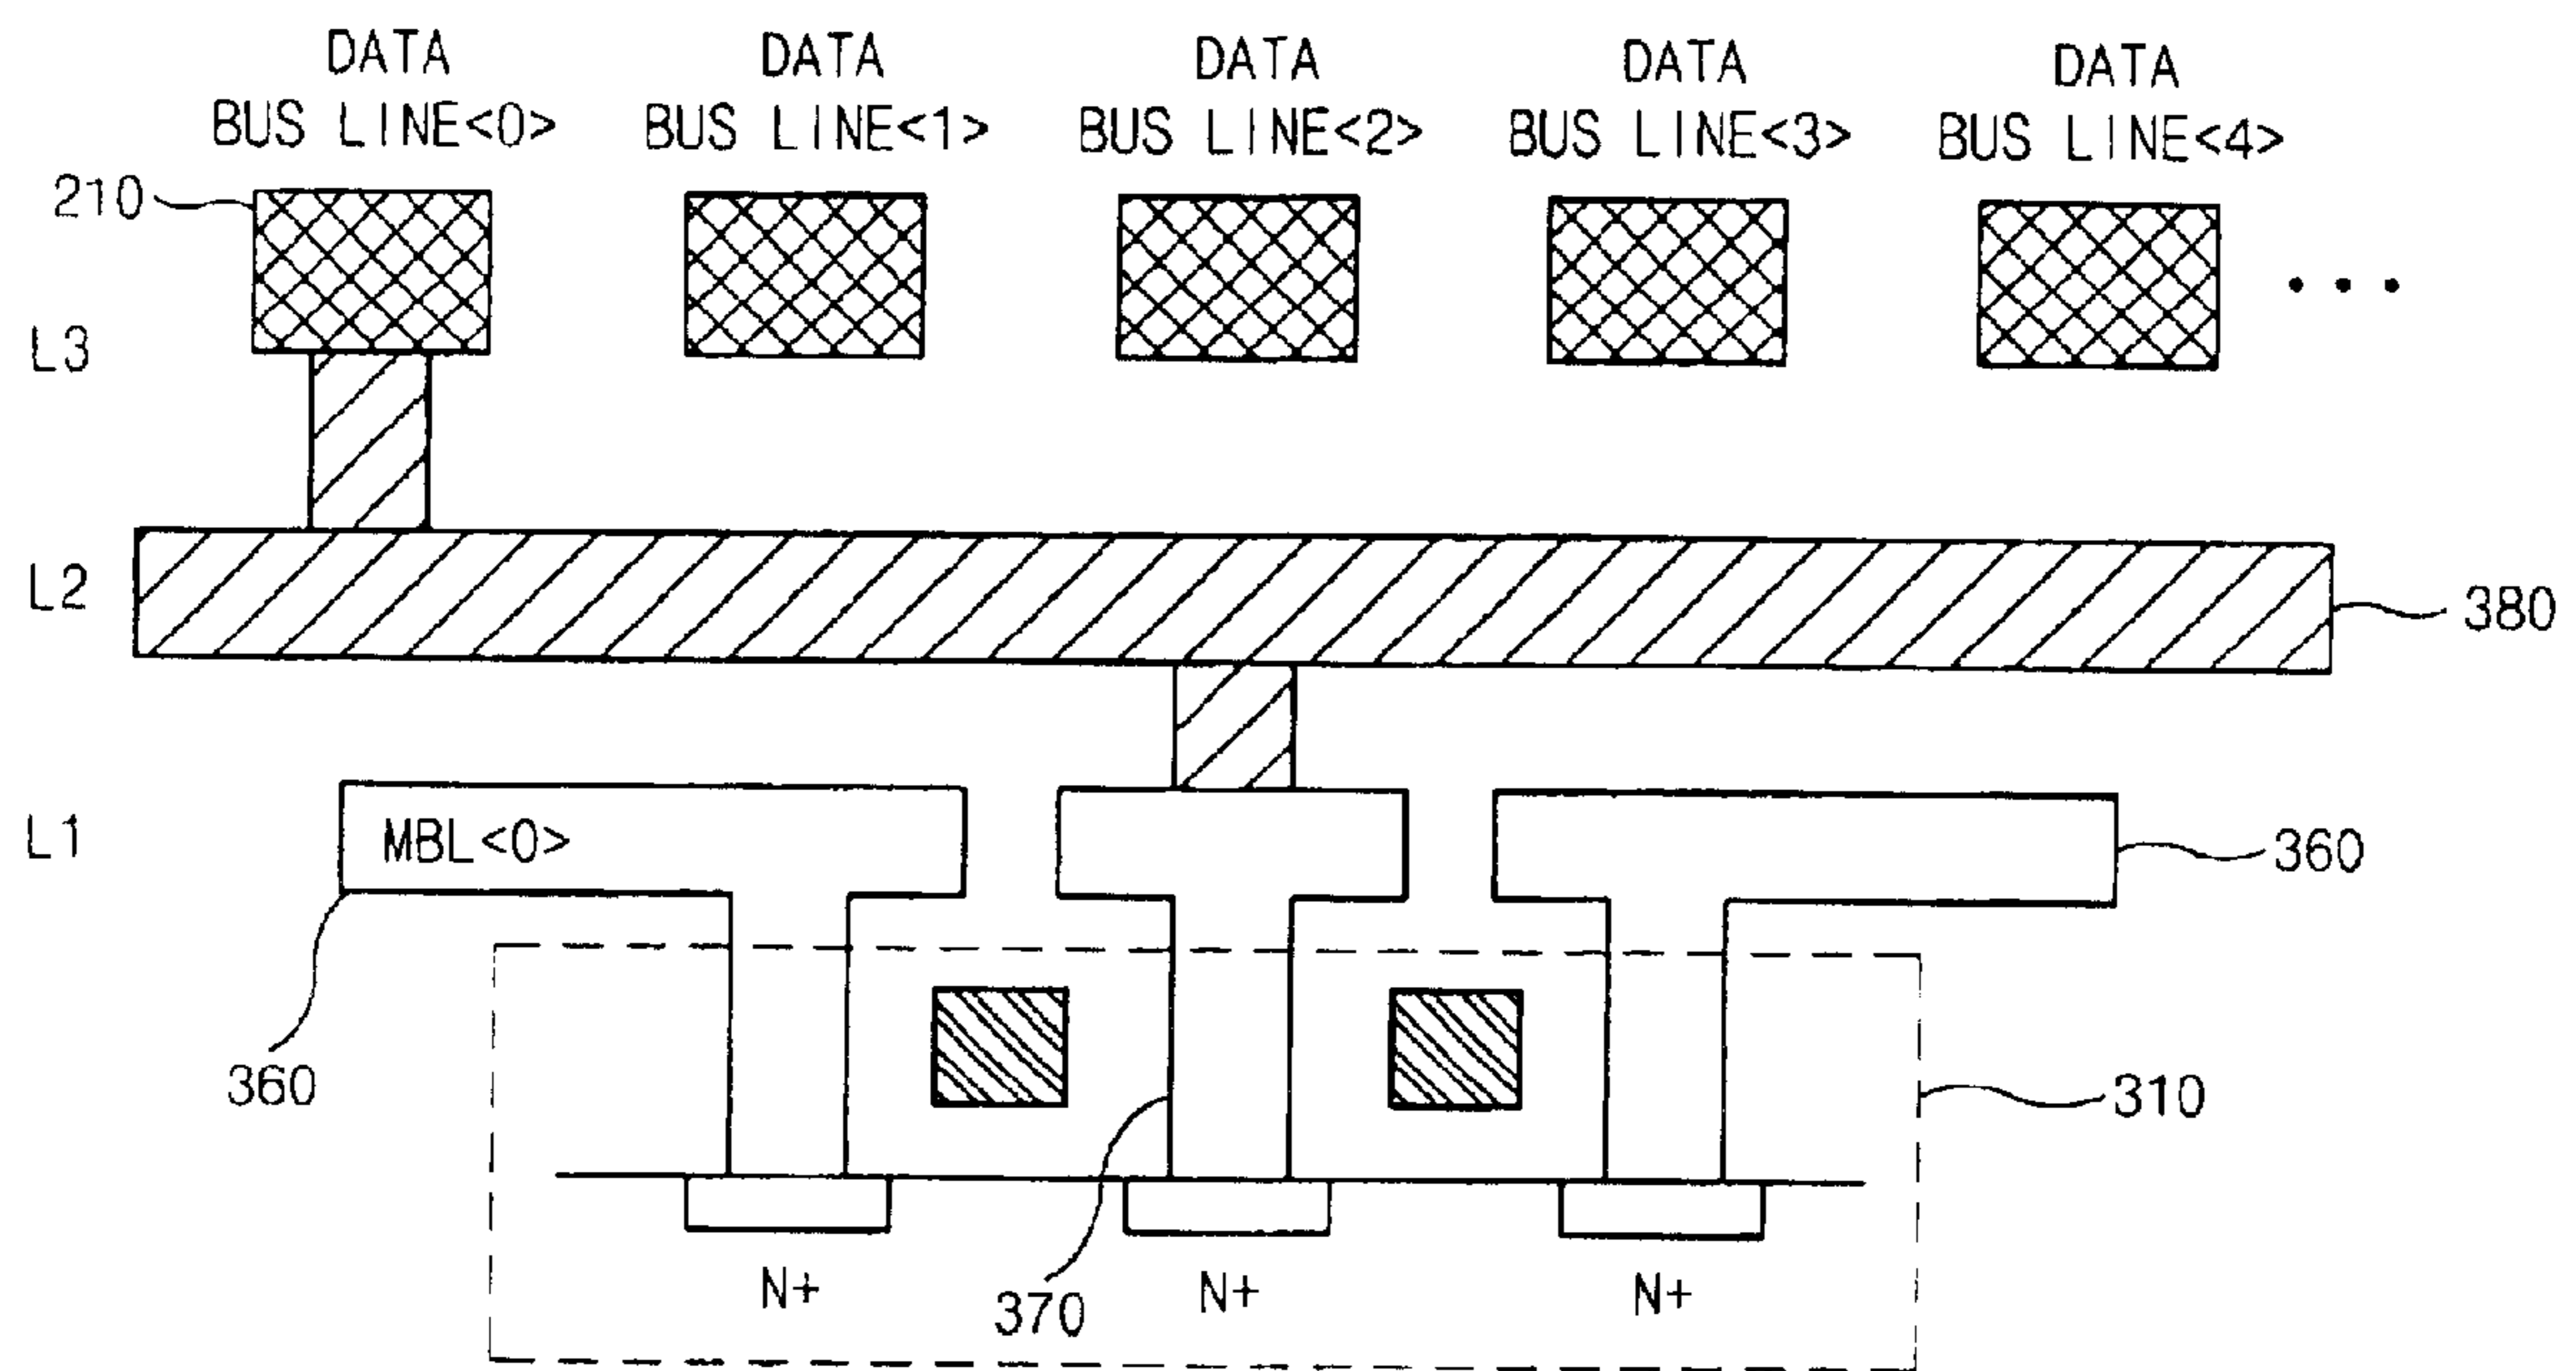 DATA
BUS LINE<0>
DATA
BUS LINE<1>
DATA
BUS LINE<2>
DATA
BUS LINE<3>
DATA
BUS LINE<4>
210
L3
L2
380
L1
MBL<0>
360
360
310
370
N+
N+
N+